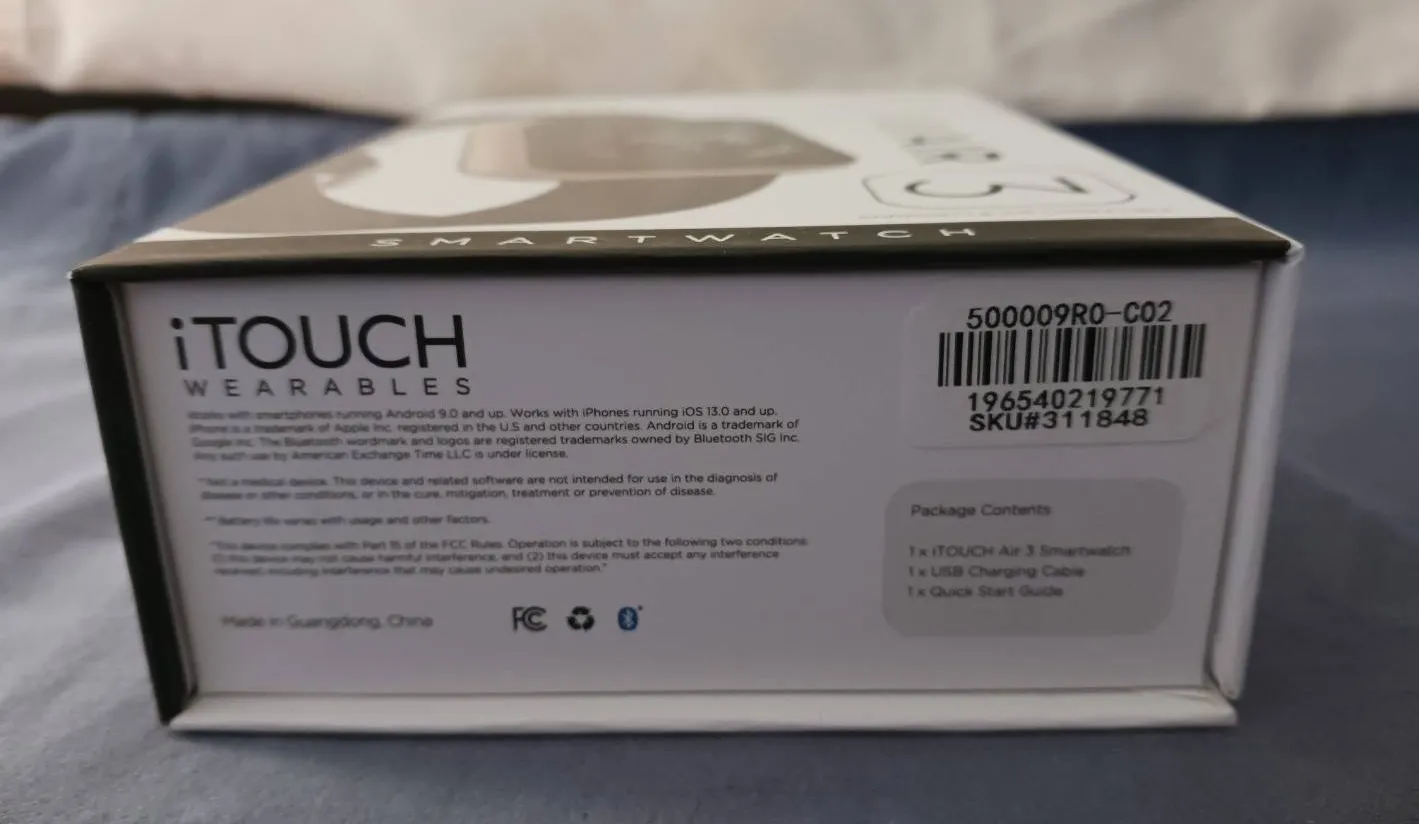 AIR
3
SMARTWATCH
iTOUCH
WEARABLES
Works with smartphones running Android 9.0 and up. Works with iPhones running iOS 13.0 and up.
iPhone is a trademark of Apple Inc. registered in the U.S and other countries. Android is a trademark of
Google Inc. The Bluetooth wordmark and logos are registered trademarks owned by Bluetooth SIG Inc.
Any such use by American Exchange Time LLC is under license.
*Not a medical device. This device and related software are not intended for use in the diagnosis of
disease or other conditions, or in the cure, mitigation, treatment or prevention of disease.
** Battery life varies with usage and other factors.
"This device complies with Part 15 of the FCC Rules. Operation is subject to the following two conditions:
(1) this device may not cause harmful interference, and (2) this device must accept any interference
received, including interference that may cause undesired operation."
Made in Guangdong, China
FC
500009R0-C02
196540219771
SKU#311848
Package Contents
1 x iTOUCH Air 3 Smartwatch
1 x USB Charging Cable
1 x Quick Start Guide